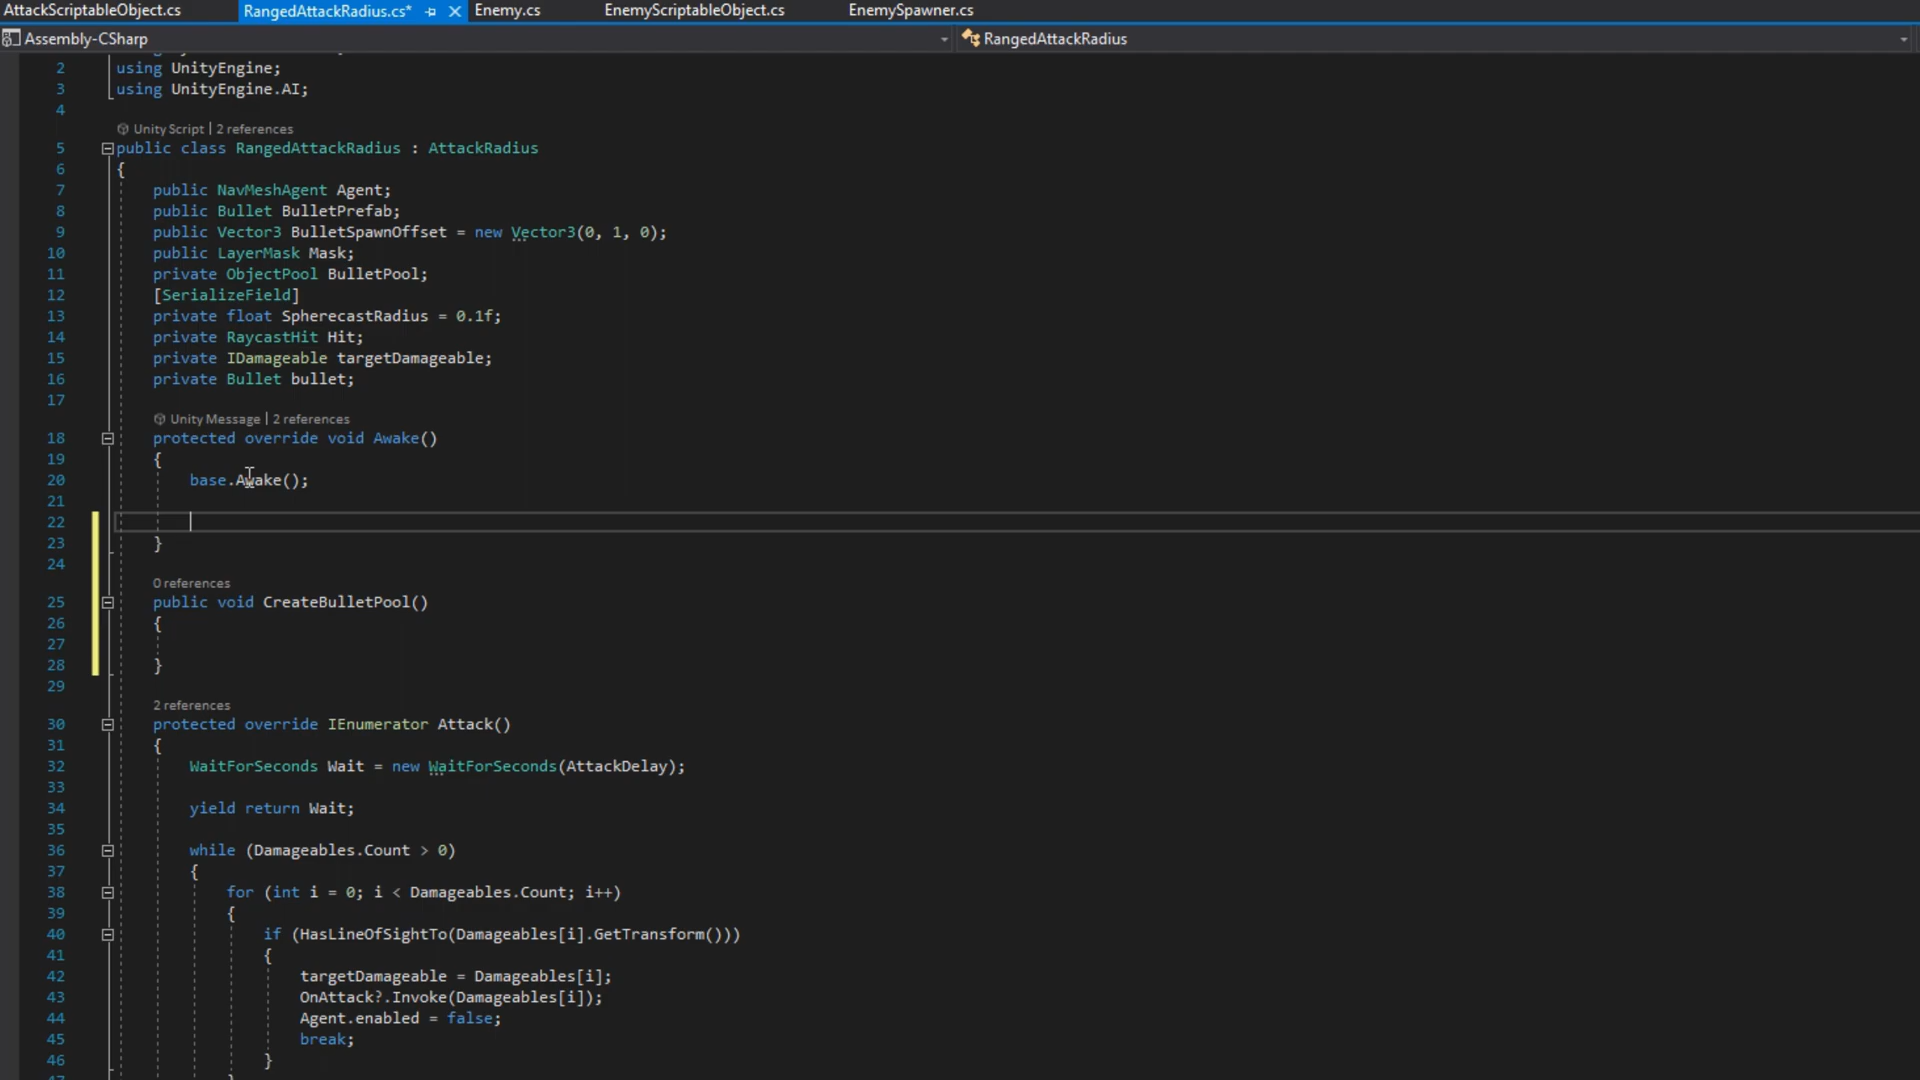 AttackScriptableObject.cs RangedAttackRadius.cs* Enemy.cs EnemyScriptableObject.cs EnemySpawner.cs
Assembly-CSharp RangedAttackRadius
2 using UnityEngine;
3 using UnityEngine.AI;
4
Unity Script | 2 references
5 public class RangedAttackRadius : AttackRadius
6 {
7 public NavMeshAgent Agent;
8 public Bullet BulletPrefab;
9 public Vector3 BulletSpawnOffset = new Vector3(0, 1, 0);
10 public LayerMask Mask;
11 private ObjectPool BulletPool;
12 [SerializeField]
13 private float SpherecastRadius = 0.1f;
14 private RaycastHit Hit;
15 private IDamageable targetDamageable;
16 private Bullet bullet;
17
Unity Message | 2 references
18 protected override void Awake()
19 {
20 base.Awake();
21
22
23 }
24
0 references
25 public void CreateBulletPool()
26 {
27
28 }
29
2 references
30 protected override IEnumerator Attack()
31 {
32 WaitForSeconds Wait = new WaitForSeconds(AttackDelay);
33
34 yield return Wait;
35
36 while (Damageables.Count > 0)
37 {
38 for (int i = 0; i < Damageables.Count; i++)
39 {
40 if (HasLineOfSightTo(Damageables[i].GetTransform()))
41 {
42 targetDamageable = Damageables[i];
43 OnAttack?.Invoke(Damageables[i]);
44 Agent.enabled = false;
45 break;
46 }